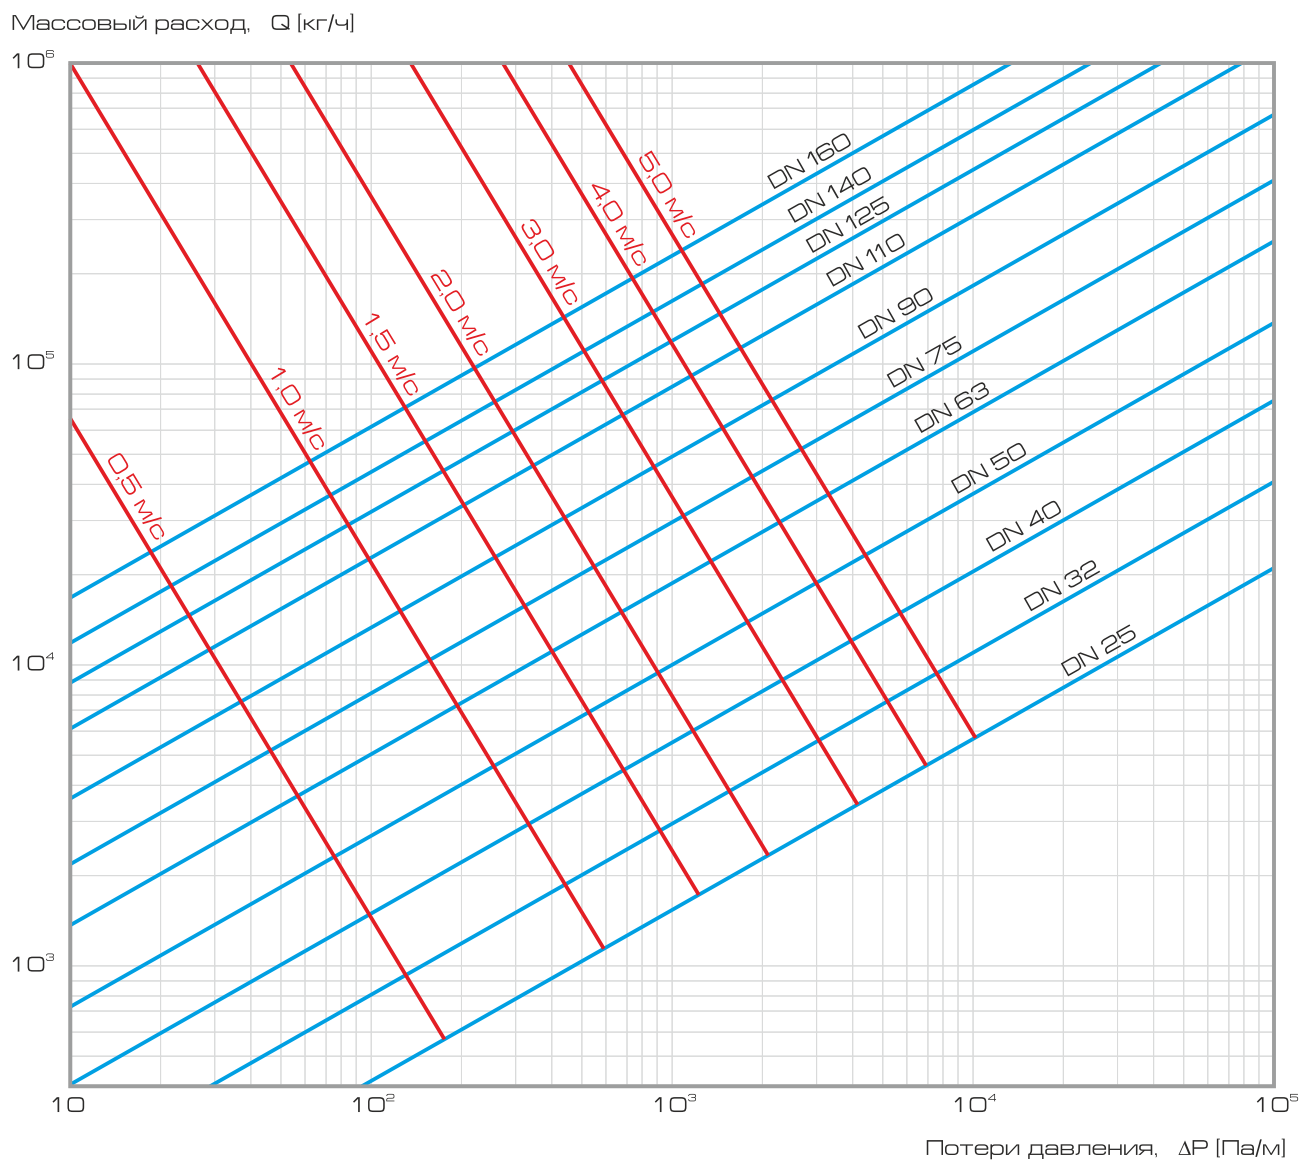 Массовый расход, Q [кг/ч]
10⁶
10⁵
10⁴
10³
0,5 м/с
1,0 м/с
1,5 м/с
2,0 м/с
3,0 м/с
4,0 м/с
5,0 м/с
DN 160
DN 140
DN 125
DN 110
DN 90
DN 75
DN 63
DN 50
DN 40
DN 32
DN 25
10 10² 10³ 10⁴ 10⁵
Потери давления, ΔP [Па/м]